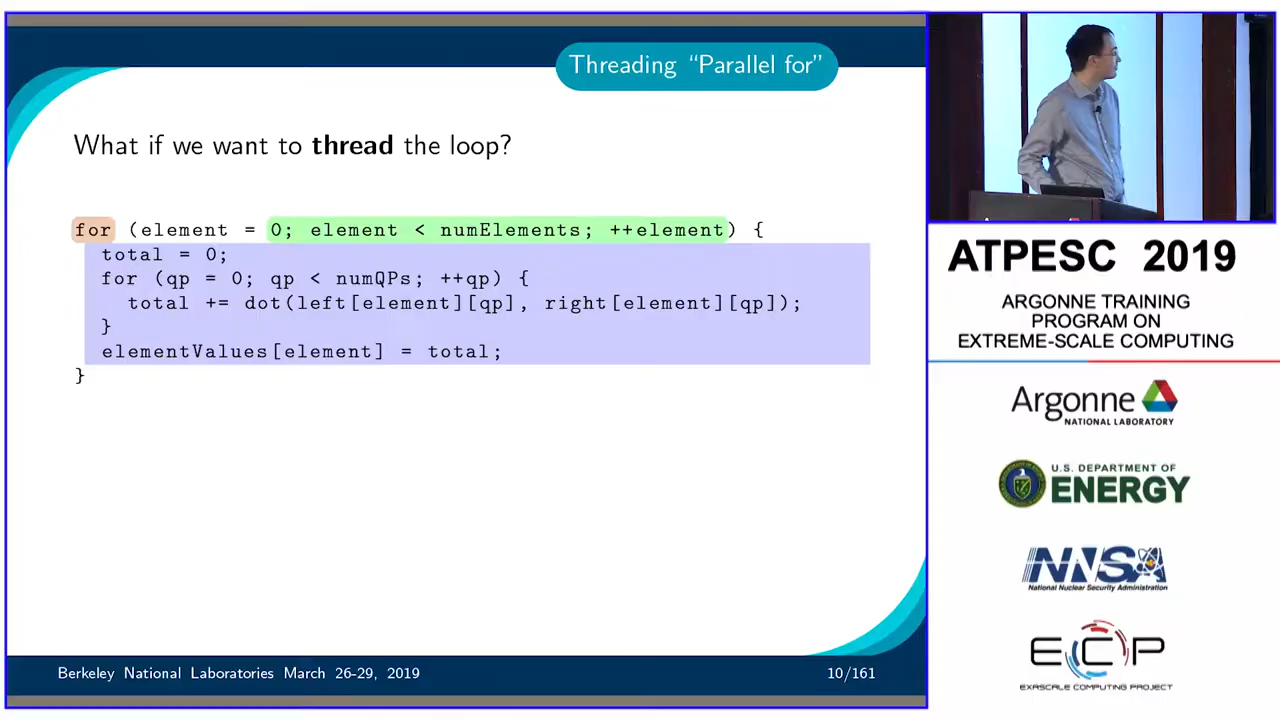 Threading “Parallel for”
What if we want to thread the loop?
for (element = 0; element < numElements; ++element) {
total = 0;
for (qp = 0; qp < numQPs; ++qp) {
total += dot(left[element][qp], right[element][qp]);
}
elementValues[element] = total;
}
Berkeley National Laboratories March 26-29, 2019
10/161
ATPESC 2019
ARGONNE TRAINING
PROGRAM ON
EXTREME-SCALE COMPUTING
Argonne
NATIONAL LABORATORY
U.S. DEPARTMENT OF
ENERGY
NNSA
National Nuclear Security Administration
ECP
EXASCALE COMPUTING PROJECT